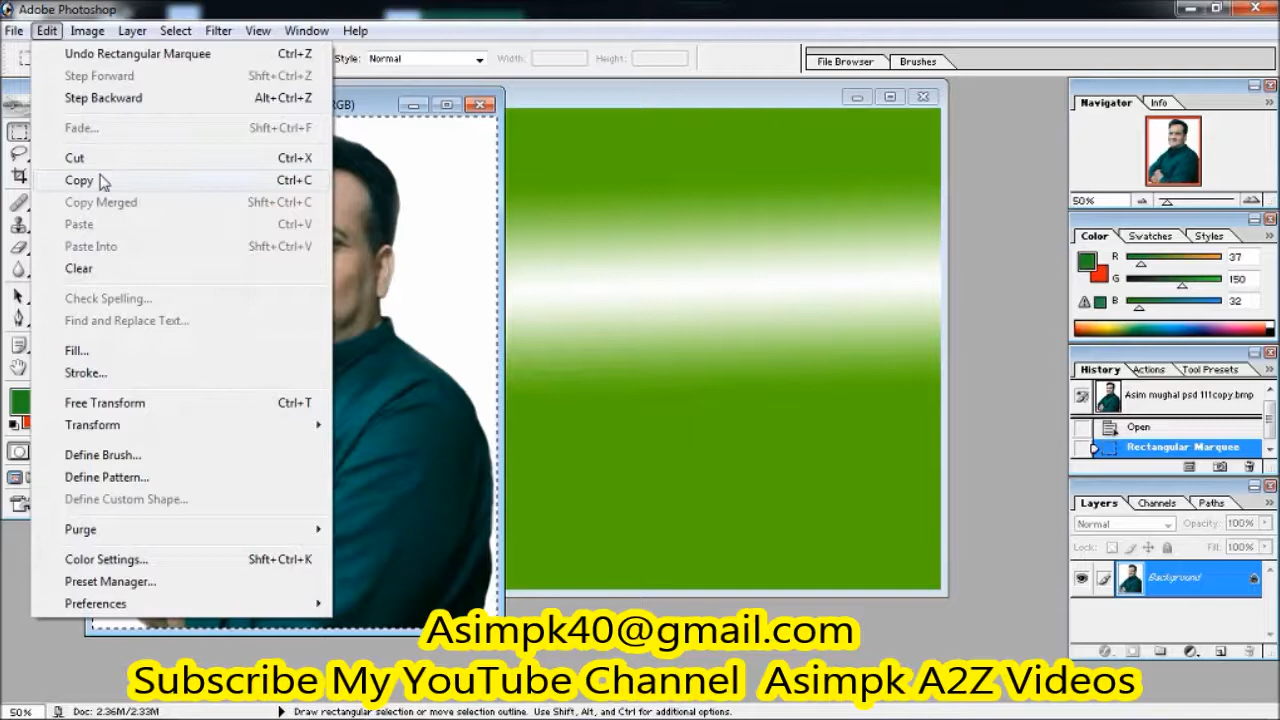 Adobe Photoshop
File Edit Image Layer Select Filter View Window Help
Undo Rectangular Marquee Ctrl+Z
Step Forward Shft+Ctrl+Z
Step Backward Alt+Ctrl+Z
Fade... Shft+Ctrl+F
Cut Ctrl+X
Copy Ctrl+C
Copy Merged Shft+Ctrl+C
Paste Ctrl+V
Paste Into Shft+Ctrl+V
Clear
Check Spelling...
Find and Replace Text...
Fill...
Stroke...
Free Transform Ctrl+T
Transform
Define Brush...
Define Pattern...
Define Custom Shape...
Purge
Color Settings... Shft+Ctrl+K
Preset Manager...
Preferences
Style: Normal Width: Height:
File Browser Brushes
GB)
Navigator Info
50%
Color Swatches Styles
R 37
G 150
B 32
History Actions Tool Presets
Asim mughal psd 111copy.bmp
Open
Rectangular Marquee
Layers Channels Paths
Normal Opacity: 100%
Lock: Fill: 100%
Background
Asimpk40@gmail.com
Subscribe My YouTube Channel Asimpk A2Z Videos
50% Doc: 2.36M/2.33M Draw rectangular selection or move selection outline. Use Shift, Alt, and Ctrl for additional options.